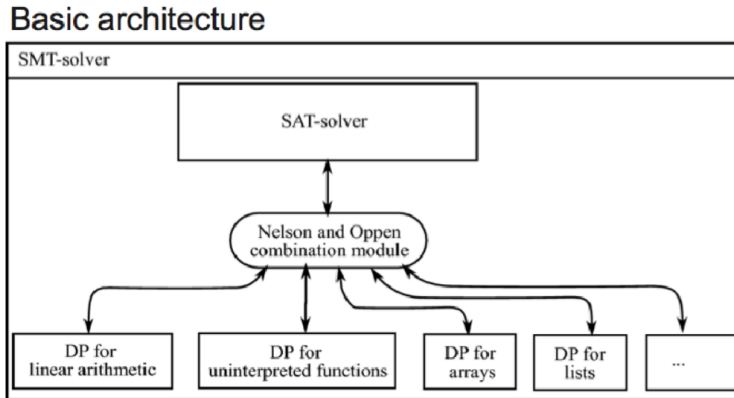 Basic architecture
SMT-solver
SAT-solver
Nelson and Oppen
combination module
DP for
linear arithmetic
DP for
uninterpreted functions
DP for
arrays
DP for
lists
...